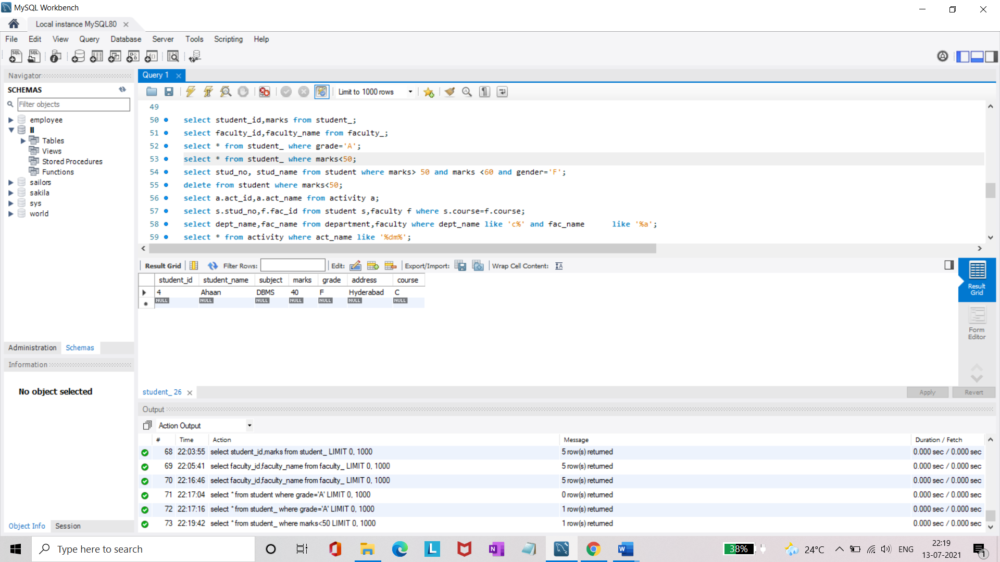 MySQL Workbench
Local instance MySQL80
File Edit View Query Database Server Tools Scripting Help
Navigator
SCHEMAS
Filter objects
employee
ll
Tables
Views
Stored Procedures
Functions
sailors
sakila
sys
world
Administration Schemas
Information
No object selected
Object Info Session
Query 1
Limit to 1000 rows
49
50 select student_id,marks from student_;
51 select faculty_id,faculty_name from faculty_;
52 select * from student_ where grade='A';
53 select * from student_ where marks<50;
54 select stud_no, stud_name from student where marks> 50 and marks <60 and gender='F';
55 delete from student where marks<50;
56 select a.act_id,a.act_name from activity a;
57 select s.stud_no,f.fac_id from student s,faculty f where s.course=f.course;
58 select dept_name,fac_name from department,faculty where dept_name like 'c%' and fac_name like '%a';
59 select * from activity where act_name like '%dm%';
Result Grid Filter Rows: Edit: Export/Import: Wrap Cell Content:
student_id student_name subject marks grade address course
4 Ahaan DBMS 40 F Hyderabad C
NULL NULL NULL NULL NULL NULL NULL
Result Grid
Form Editor
student_ 26
Apply Revert
Output
Action Output
# Time Action Message Duration / Fetch
68 22:03:55 select student_id,marks from student_ LIMIT 0, 1000 5 row(s) returned 0.000 sec / 0.000 sec
69 22:05:41 select faculty_id,faculty_name from faculty_ LIMIT 0, 1000 5 row(s) returned 0.000 sec / 0.000 sec
70 22:16:46 select faculty_id,faculty_name from faculty_ LIMIT 0, 1000 5 row(s) returned 0.000 sec / 0.000 sec
71 22:17:04 select * from student where grade='A' LIMIT 0, 1000 0 row(s) returned 0.000 sec / 0.000 sec
72 22:17:16 select * from student_ where grade='A' LIMIT 0, 1000 1 row(s) returned 0.000 sec / 0.000 sec
73 22:19:42 select * from student_ where marks<50 LIMIT 0, 1000 1 row(s) returned 0.000 sec / 0.000 sec
Type here to search
38%
24°C
ENG
22:19
13-07-2021
1